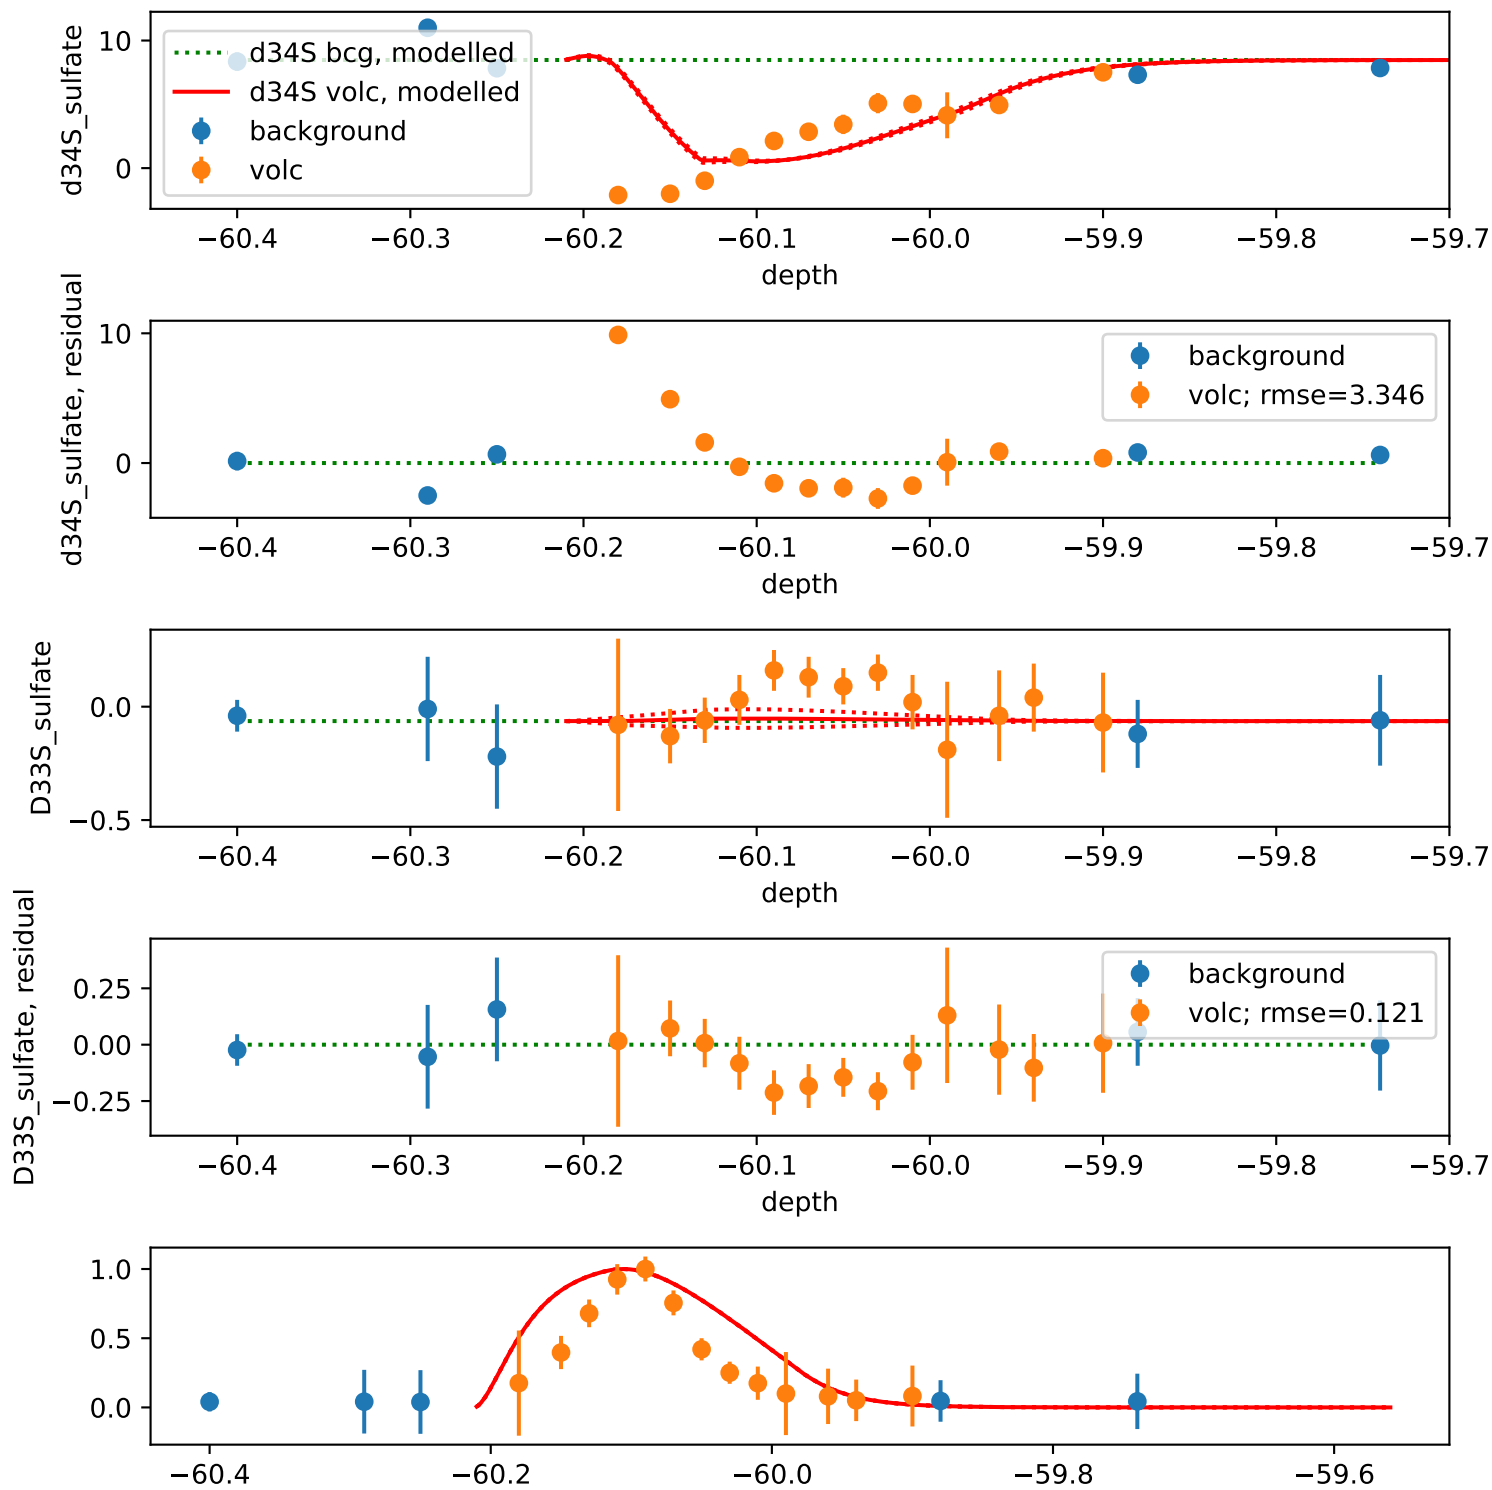 10
0
d34S_sulfate
d34S bcg, modelled
d34S volc, modelled
background
volc
−60.4 −60.3 −60.2 −60.1 −60.0 −59.9 −59.8 −59.7
depth
10
0
d34S_sulfate, residual
background
volc; rmse=3.346
−60.4 −60.3 −60.2 −60.1 −60.0 −59.9 −59.8 −59.7
depth
0.0
−0.5
D33S_sulfate
−60.4 −60.3 −60.2 −60.1 −60.0 −59.9 −59.8 −59.7
depth
0.25
0.00
−0.25
D33S_sulfate, residual
background
volc; rmse=0.121
−60.4 −60.3 −60.2 −60.1 −60.0 −59.9 −59.8 −59.7
depth
1.0
0.5
0.0
−60.4 −60.2 −60.0 −59.8 −59.6